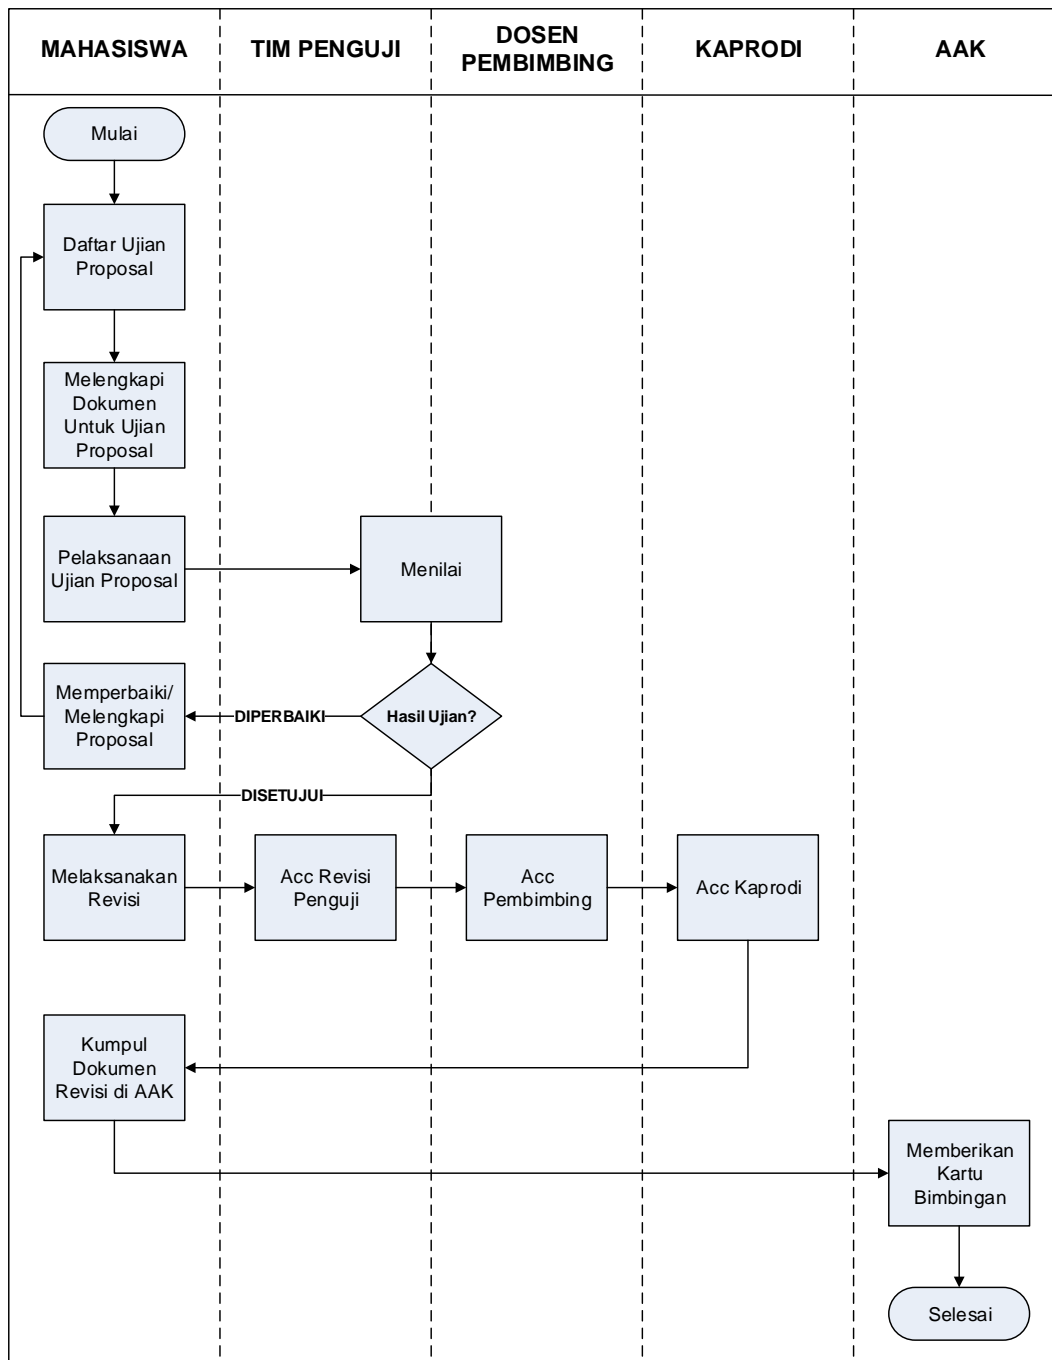 MAHASISWA
TIM PENGUJI
DOSEN
PEMBIMBING
KAPRODI
AAK
Mulai
Daftar Ujian
Proposal
Melengkapi
Dokumen
Untuk Ujian
Proposal
Pelaksanaan
Ujian Proposal
Menilai
Memperbaiki/
Melengkapi
Proposal
DIPERBAIKI
Hasil Ujian?
DISETUJUI
Melaksanakan
Revisi
Acc Revisi
Penguji
Acc
Pembimbing
Acc Kaprodi
Kumpul
Dokumen
Revisi di AAK
Memberikan
Kartu
Bimbingan
Selesai